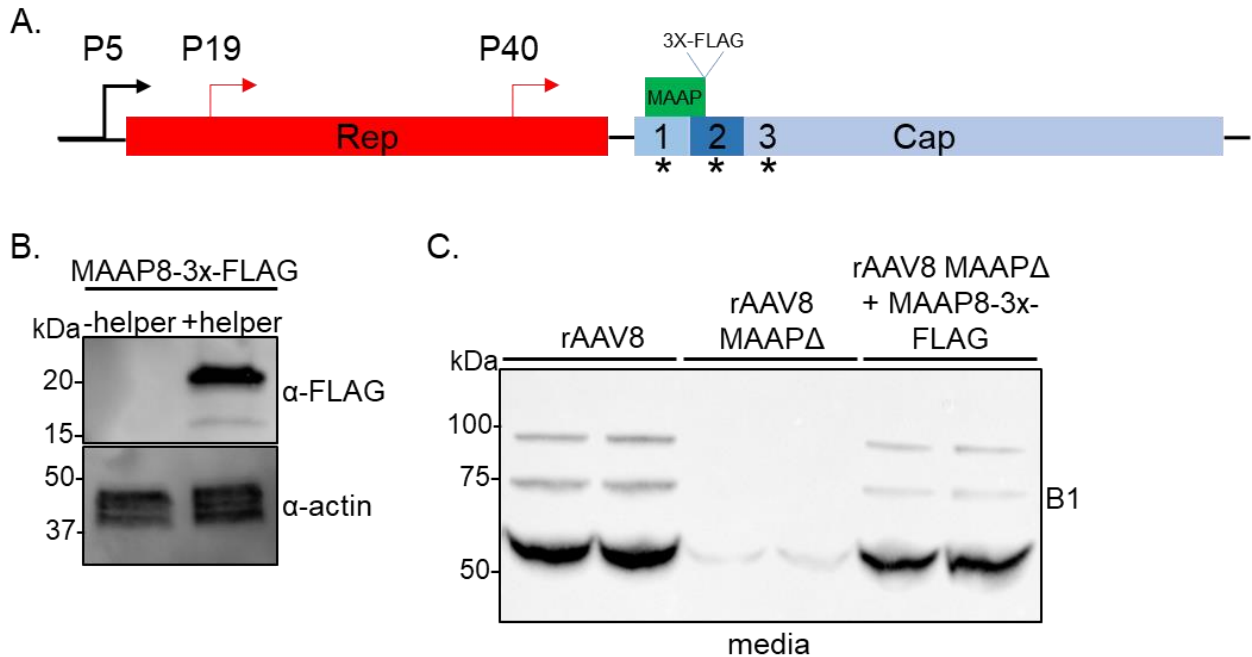 A.
P5
P19
P40
3X-FLAG
MAAP
Rep
1 2 3
Cap
* * *
B.
MAAP8-3x-FLAG
kDa -helper +helper
20-
15-
α-FLAG
50-
37-
α-actin
C.
kDa
rAAV8
rAAV8
MAAPΔ
rAAV8 MAAPΔ
+ MAAP8-3x-
FLAG
100-
75-
50-
B1
media